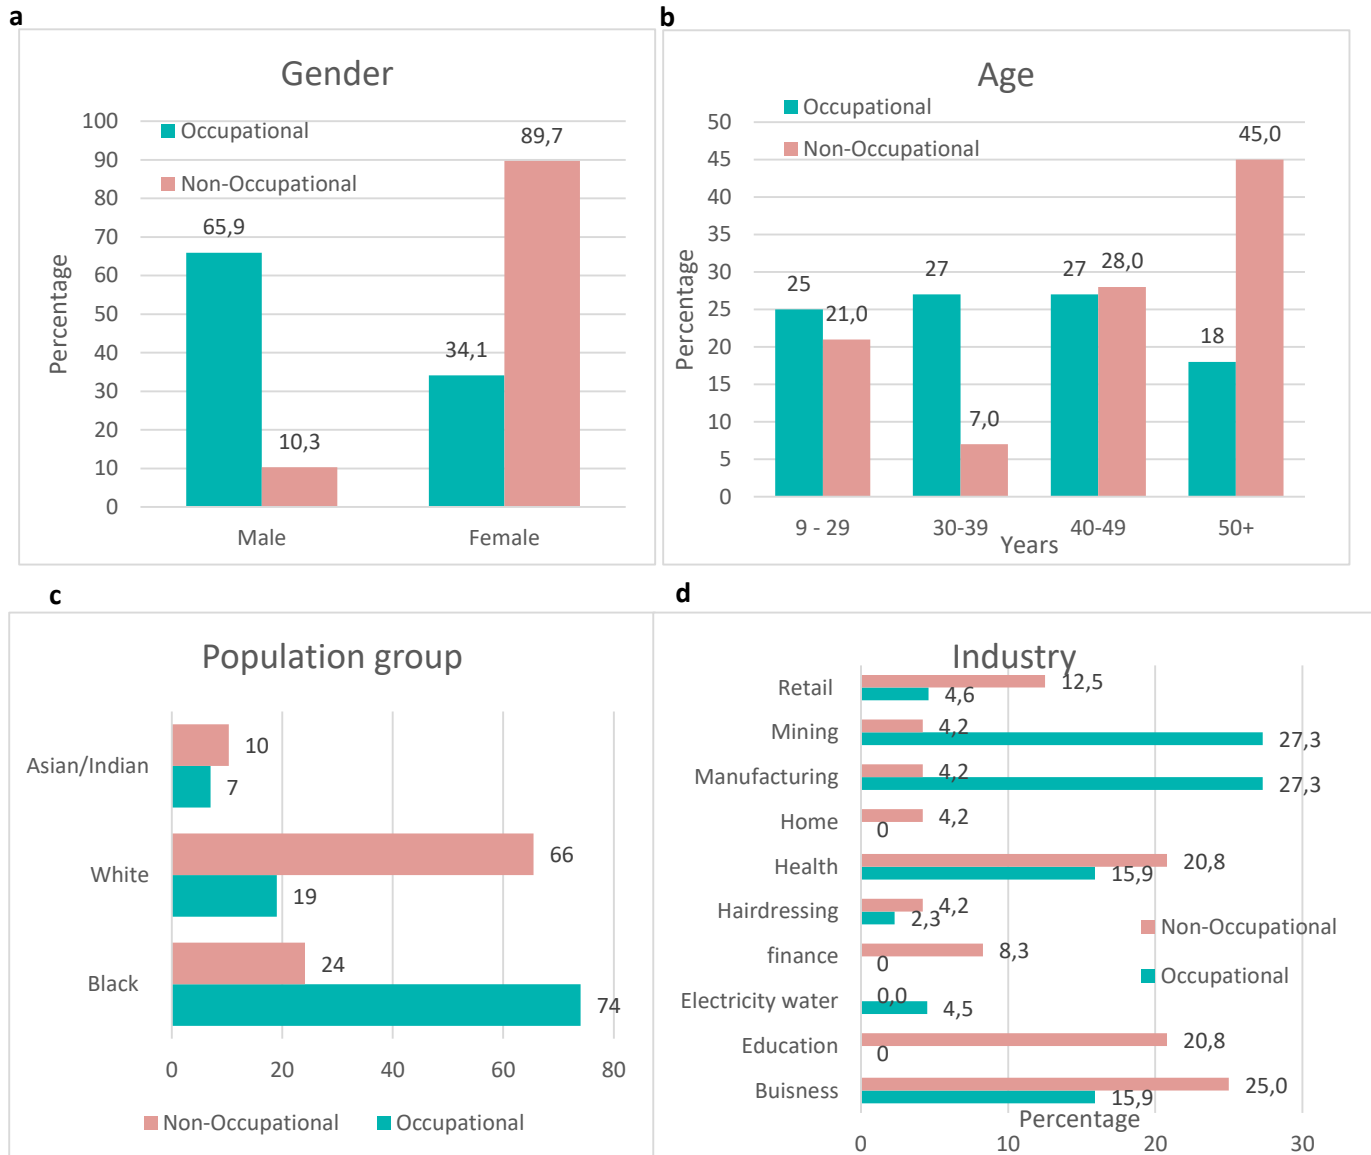 a
Gender
Occupational
Non-Occupational
Percentage
100
90
80
70
60
50
40
30
20
10
0
65,9
10,3
34,1
89,7
Male
Female
b
Age
Occupational
Non-Occupational
Percentage
50
45
40
35
30
25
20
15
10
5
0
25
21,0
27
7,0
27
28,0
18
45,0
9 - 29
30-39
40-49
50+
Years
c
Population group
Asian/Indian
10
7
White
66
19
Black
24
74
0
20
40
60
80
Non-Occupational
Occupational
d
Industry
Retail
12,5
4,6
Mining
4,2
27,3
Manufacturing
4,2
27,3
Home
4,2
0
Health
20,8
15,9
Hairdressing
4,2
2,3
finance
8,3
0
Electricity water
0,0
4,5
Education
20,8
0
Buisness
25,0
15,9
Non-Occupational
Occupational
Percentage
0
10
20
30